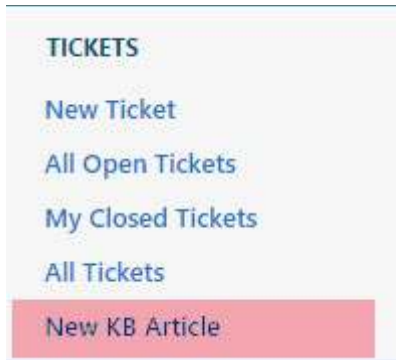 TICKETS
New Ticket
All Open Tickets
My Closed Tickets
All Tickets
New KB Article